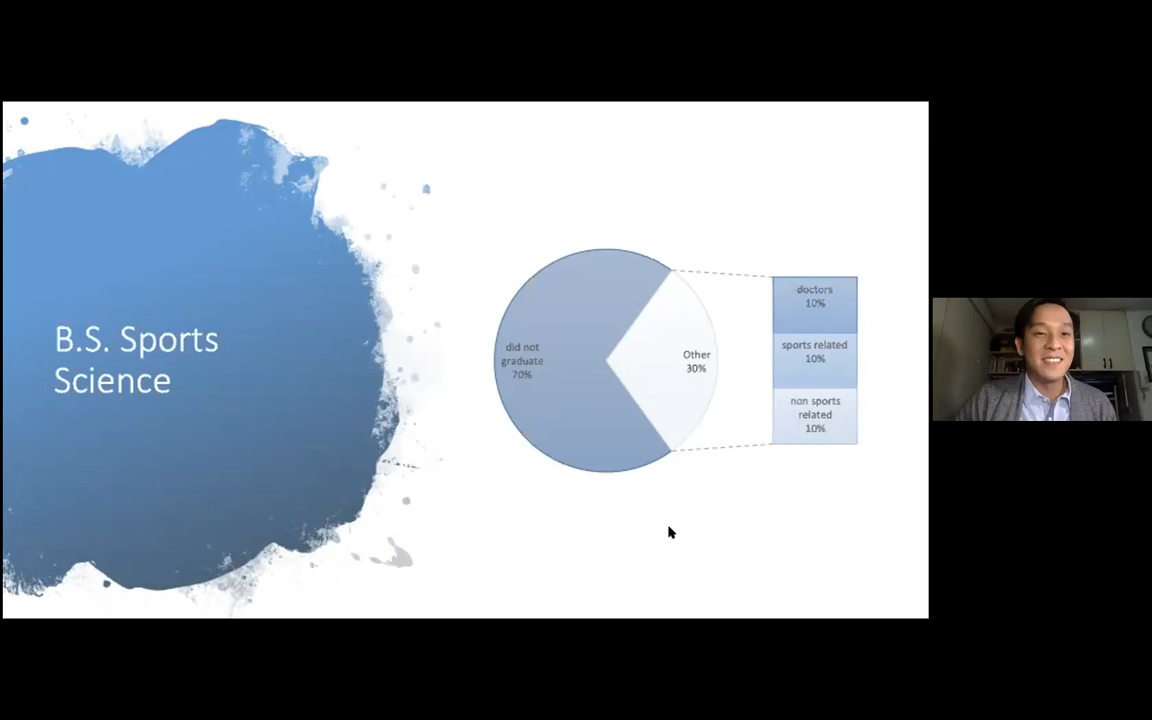 B.S. Sports
Science
did not
graduate
70%
Other
30%
doctors
10%
sports related
10%
non sports
related
10%